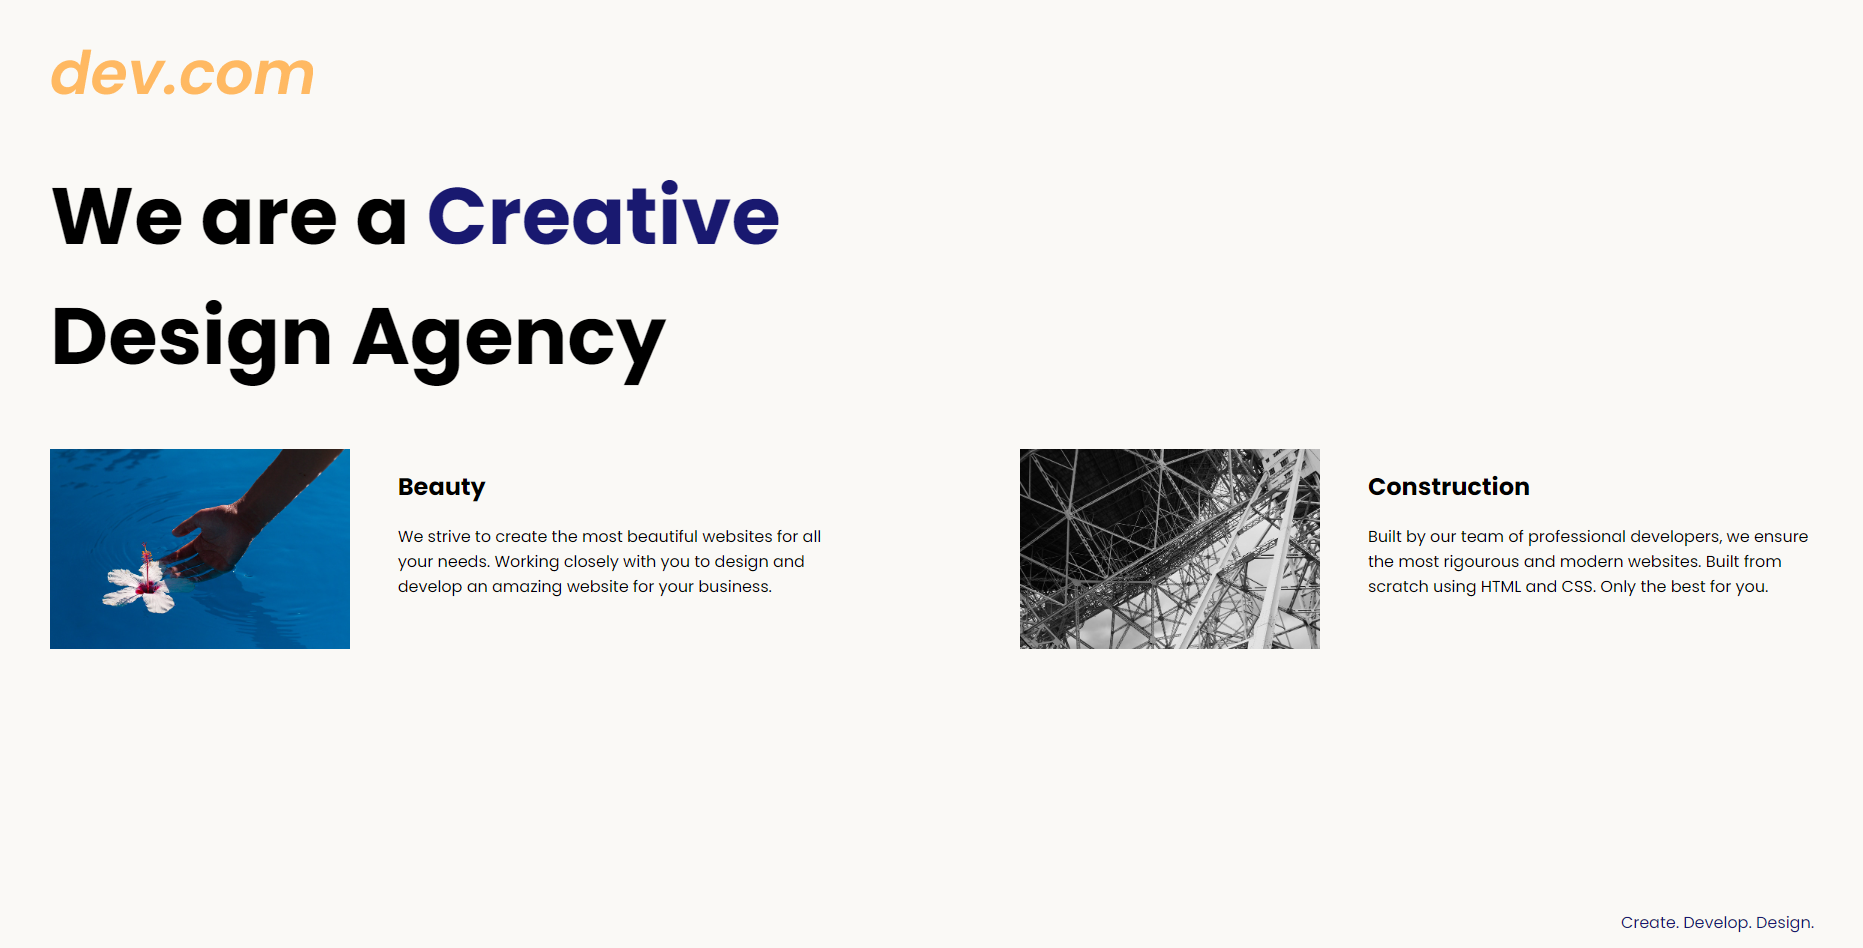 dev.com
We are a Creative
Design Agency
Beauty
We strive to create the most beautiful websites for all
your needs. Working closely with you to design and
develop an amazing website for your business.
Construction
Built by our team of professional developers, we ensure
the most rigourous and modern websites. Built from
scratch using HTML and CSS. Only the best for you.
Create. Develop. Design.